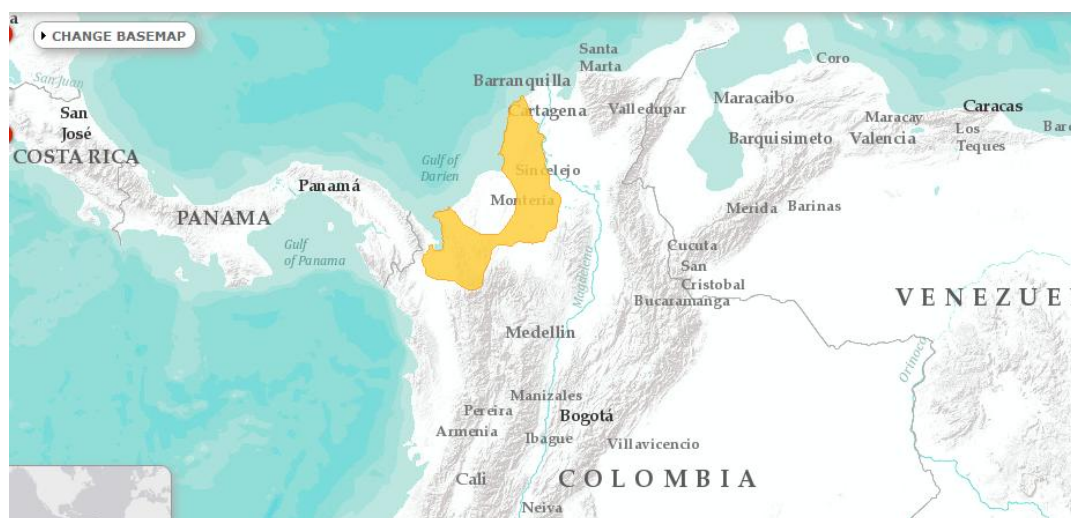 a
CHANGE BASEMAP
San Juan
San
José
COSTA RICA
PANAMA
Panamá
Gulf
of Panama
Gulf of
Darien
Barranquilla
Santa
Marta
Cartagena
Valledupar
Sincelejo
Monteria
Maracaibo
Coro
Barquisimeto
Valencia
Maracay
Caracas
Los
Teques
Barc
Merida
Barinas
Cucuta
San
Cristobal
Bucaramanga
Magdalena
Medellin
VENEZUE
Orinoco
Manizales
Pereira
Armenia
Ibague
Bogotá
Villavicencio
Cali
COLOMBIA
Neiva